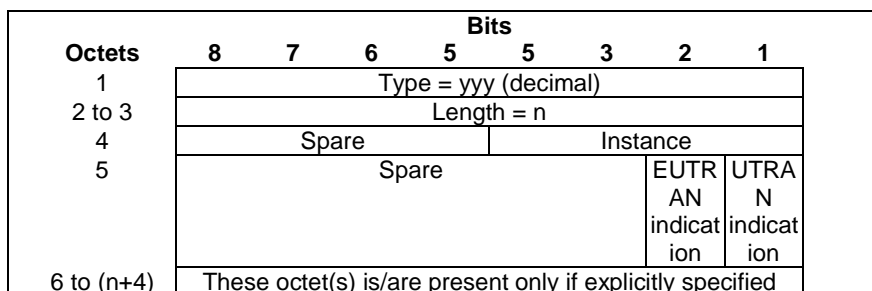 Bits
Octets 8 7 6 5 5 3 2 1
1 Type = yyy (decimal)
2 to 3 Length = n
4 Spare Instance
5 Spare EUTR UTRA
AN N
indicat indicat
ion ion
6 to (n+4) These octet(s) is/are present only if explicitly specified